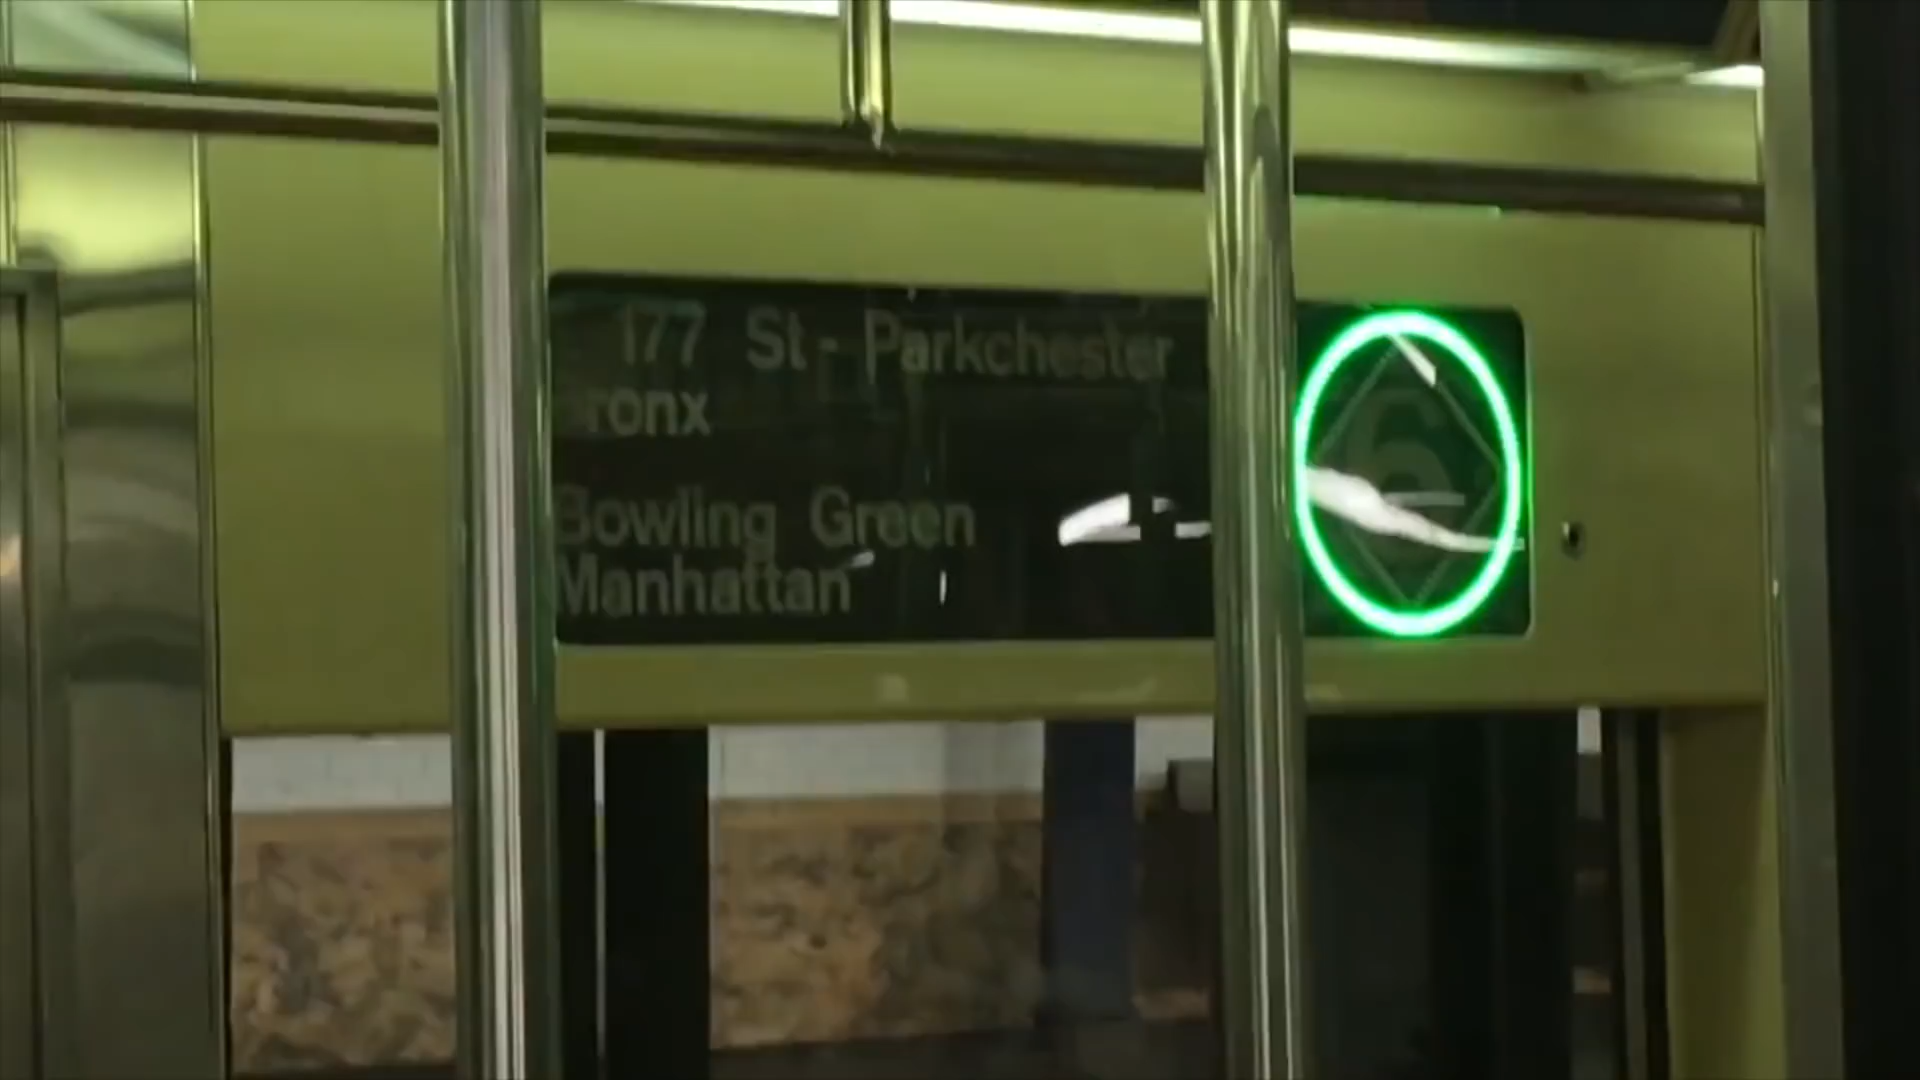 177 St - Parkchester
ronx
Bowling Green
Manhattan
6